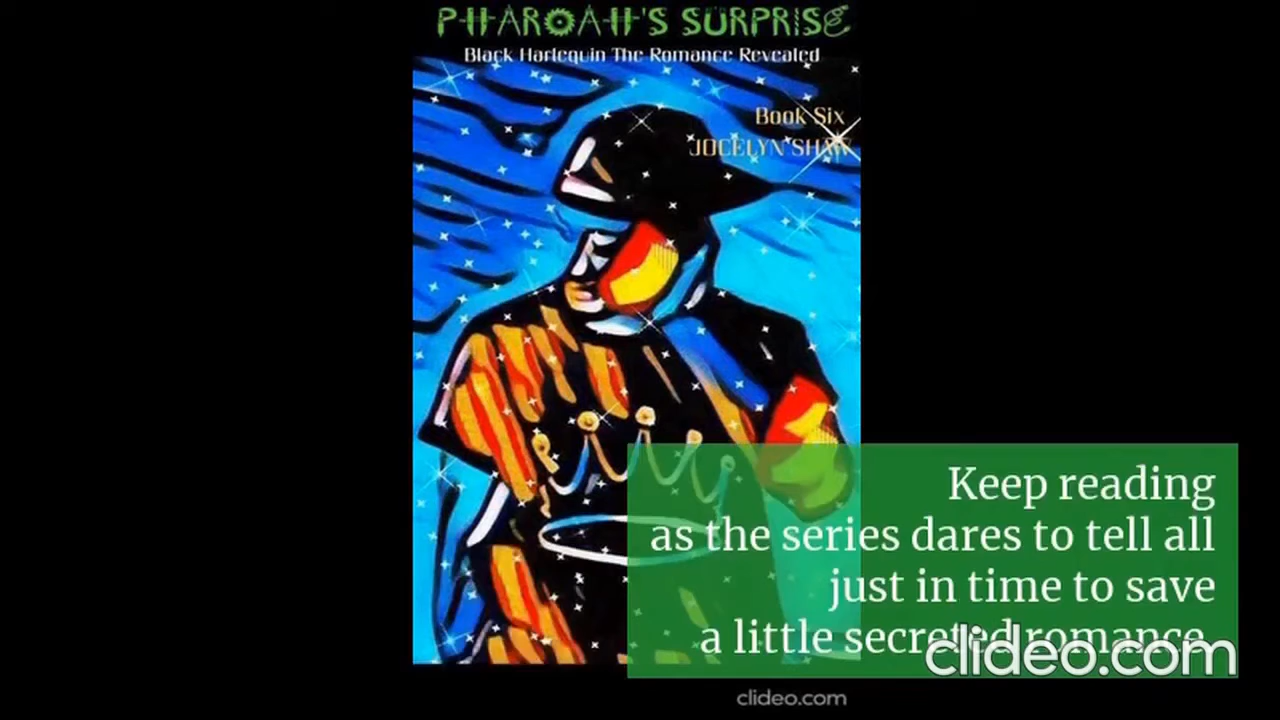 PHAROAH'S SURPRISE
Black Harlequin The Romance Revealed
Book Six
JOCELYN SHAW
Keep reading
as the series dares to tell all
just in time to save
a little secreted romance
clideo.com
clideo.com